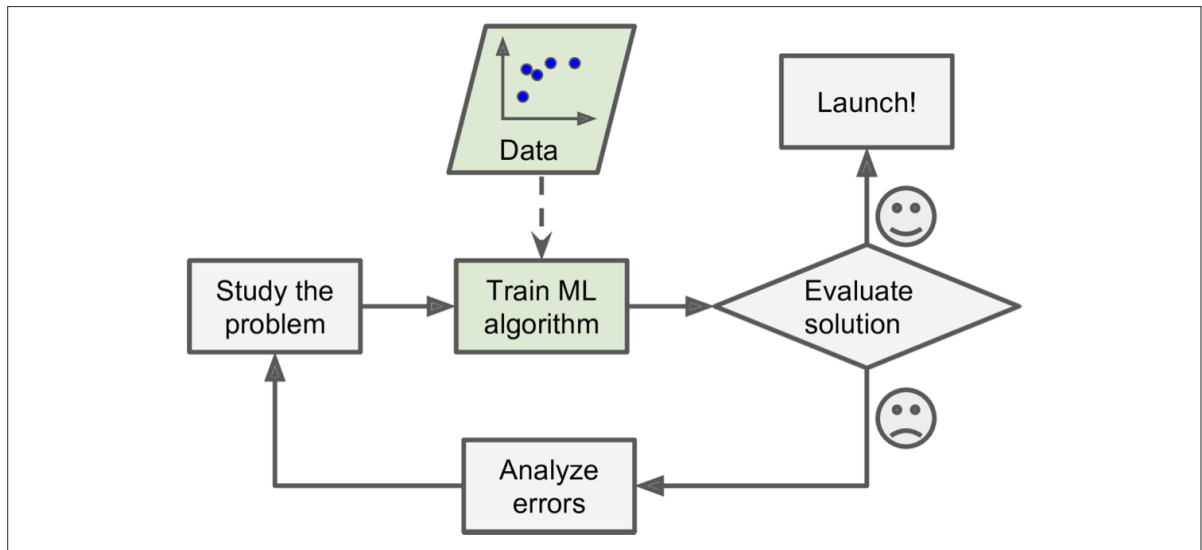 Data
Launch!
Study the
problem
Train ML
algorithm
Evaluate
solution
Analyze
errors